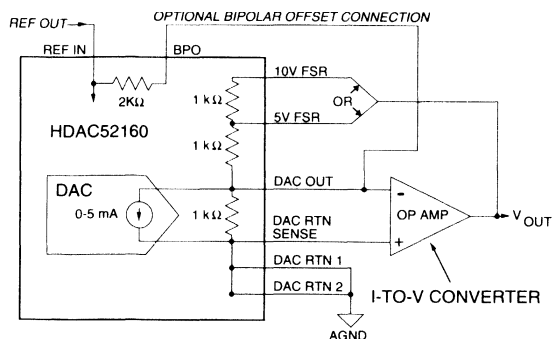 OPTIONAL BIPOLAR OFFSET CONNECTION
REF OUT
REF IN
BPO
2KΩ
HDAC52160
1 kΩ
10V FSR
OR
5V FSR
1 kΩ
DAC
0-5 mA
1 kΩ
DAC OUT
DAC RTN
SENSE
DAC RTN 1
DAC RTN 2
AGND
-
OP AMP
+
V OUT
I-TO-V CONVERTER